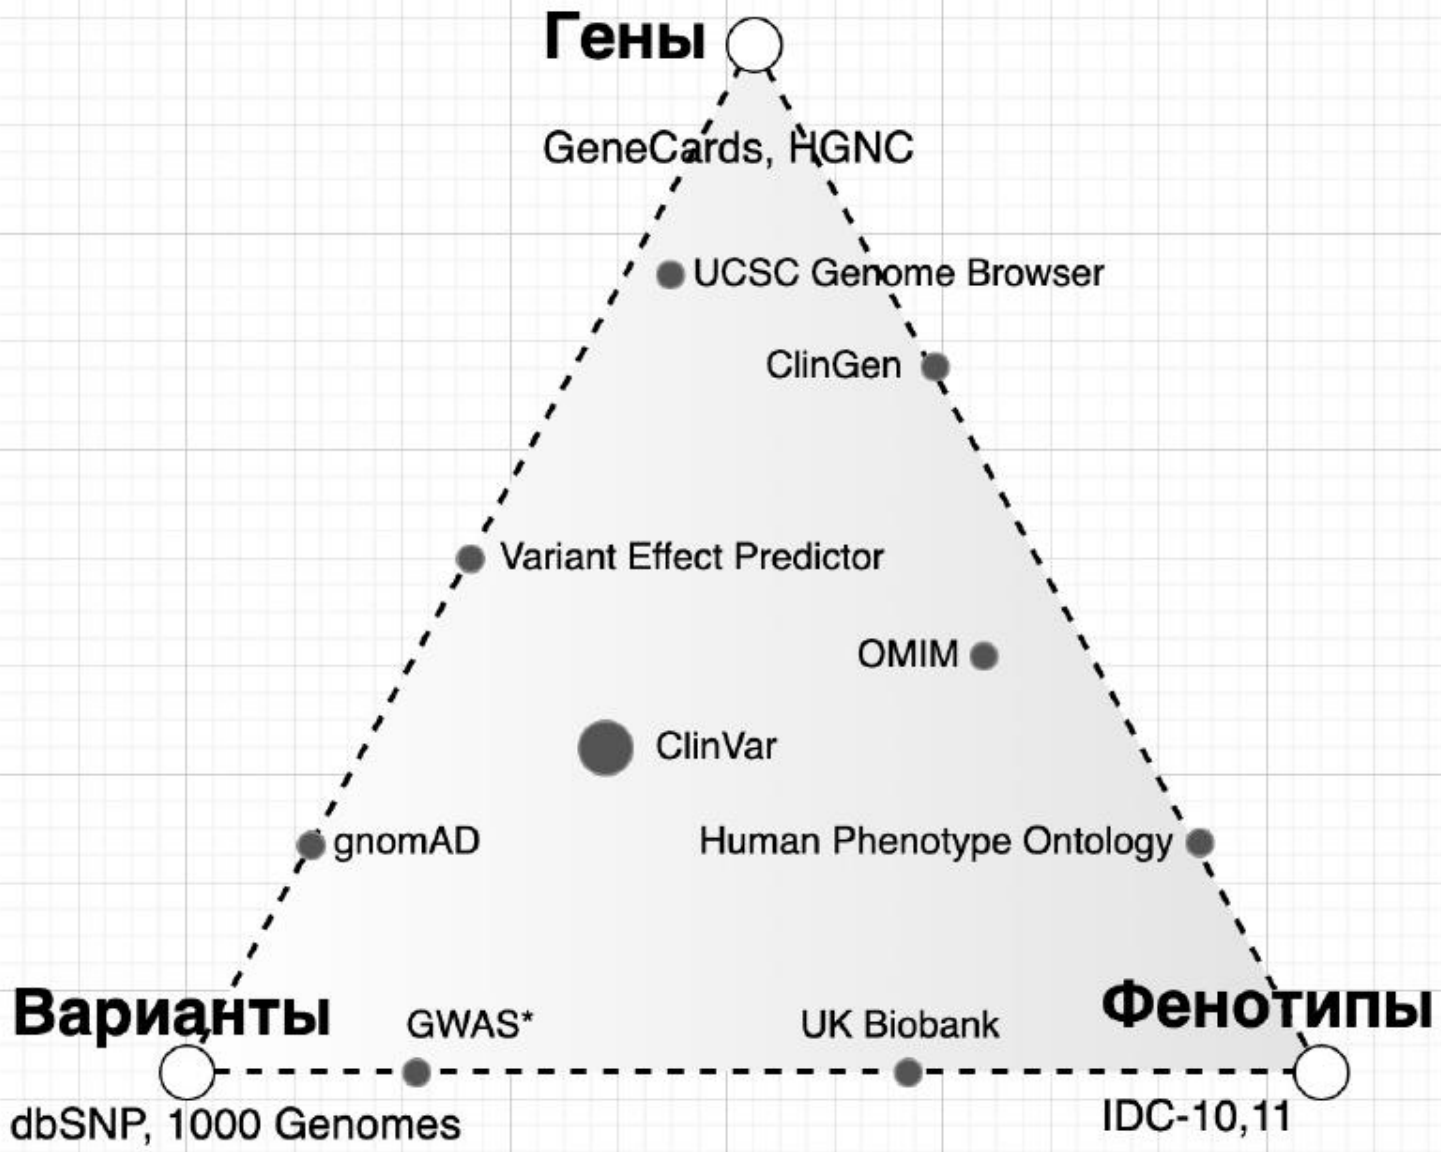 Гены
GeneCards, HGNC
UCSC Genome Browser
ClinGen
Variant Effect Predictor
OMIM
ClinVar
gnomAD
Human Phenotype Ontology
Варианты
GWAS*
UK Biobank
Фенотипы
dbSNP, 1000 Genomes
IDC-10,11